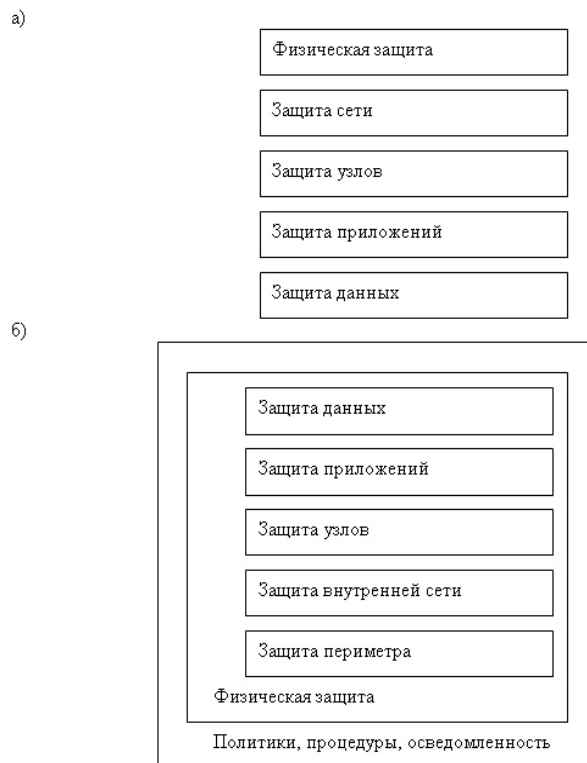 а)
Физическая защита
Защита сети
Защита узлов
Защита приложений
Защита данных
б)
Защита данных
Защита приложений
Защита узлов
Защита внутренней сети
Защита периметра
Физическая защита
Политики, процедуры, осведомленность